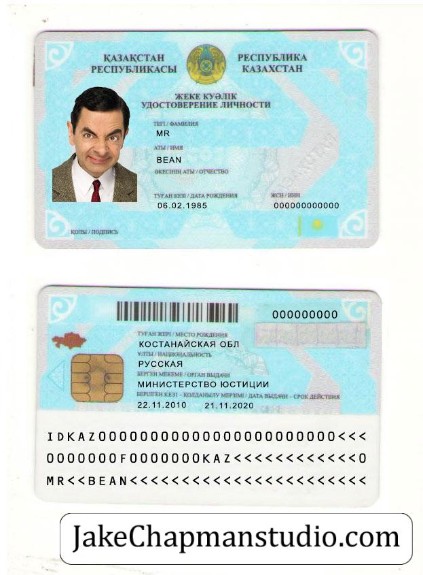 ҚАЗАҚСТАН РЕСПУБЛИКАСЫ
РЕСПУБЛИКА КАЗАХСТАН
ЖЕКЕ КУӘЛІК
УДОСТОВЕРЕНИЕ ЛИЧНОСТИ
ТЕГІ / ФАМИЛИЯ
MR
АТЫ / ИМЯ
BEAN
ӘКЕСІНІҢ АТЫ / ОТЧЕСТВО
ТУҒАН КҮНІ / ДАТА РОЖДЕНИЯ
ЖСН / ИИН
06.02.1985
000000000000
ҚОЛЫ / ПОДПИСЬ
000000000
ТУҒАН ЖЕРІ / МЕСТО РОЖДЕНИЯ
КОСТАНАЙСКАЯ ОБЛ
ҰЛТЫ / НАЦИОНАЛЬНОСТЬ
РУССКАЯ
БЕРГЕН МЕКЕМЕ / ОРГАН ВЫДАЧИ
МИНИСТЕРСТВО ЮСТИЦИИ
БЕРІЛГЕН КЕЗІ - ҚОЛДАНЫЛУ МЕРЗІМІ / ДАТА ВЫДАЧИ - СРОК ДЕЙСТВИЯ
22.11.2010 21.11.2020
IDKAZ0000000000000000000000000<<<
0000000F0000000KAZ<<<<<<<<<<<<0
MR<<BEAN<<<<<<<<<<<<<<<<<<<<<<<
JakeChapmanstudio.com